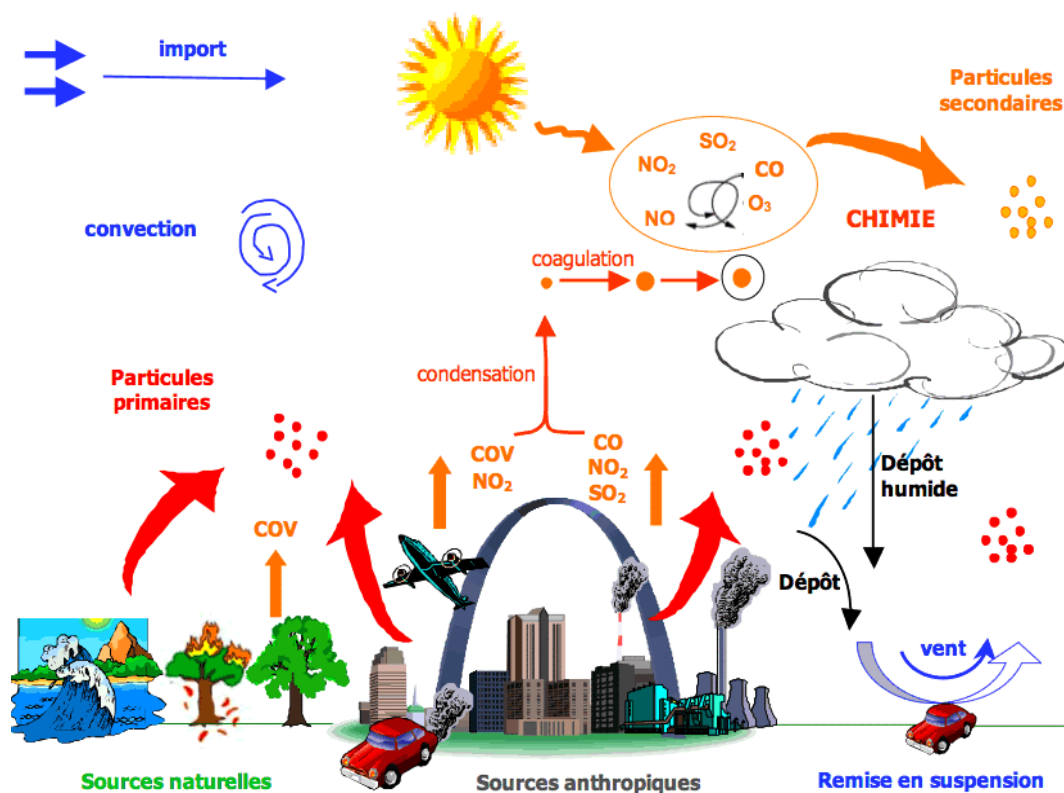 import
Particules
secondaires
SO₂
NO₂
CO
O₃
NO
CHIMIE
convection
coagulation
condensation
Particules
primaires
COV
NO₂
CO
NO₂
SO₂
Dépôt
humide
COV
Dépôt
vent
Sources naturelles
Sources anthropiques
Remise en suspension